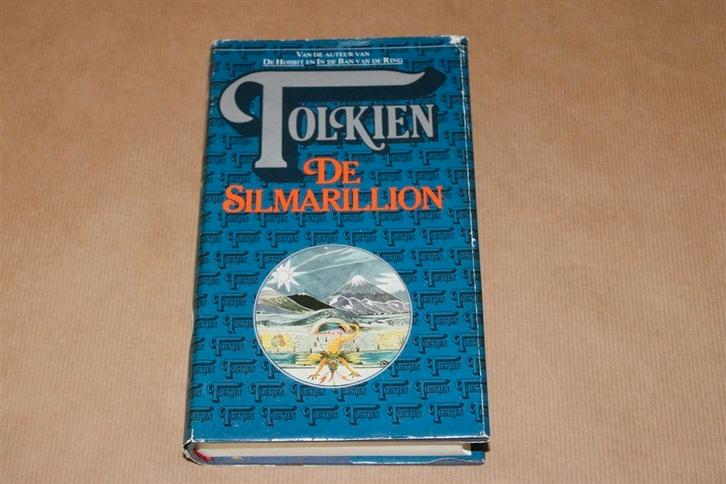 VAN DE AUTEUR VAN
DE HOBBIT EN IN DE BAN VAN DE RING
TOLKIEN
DE
SILMARILLION